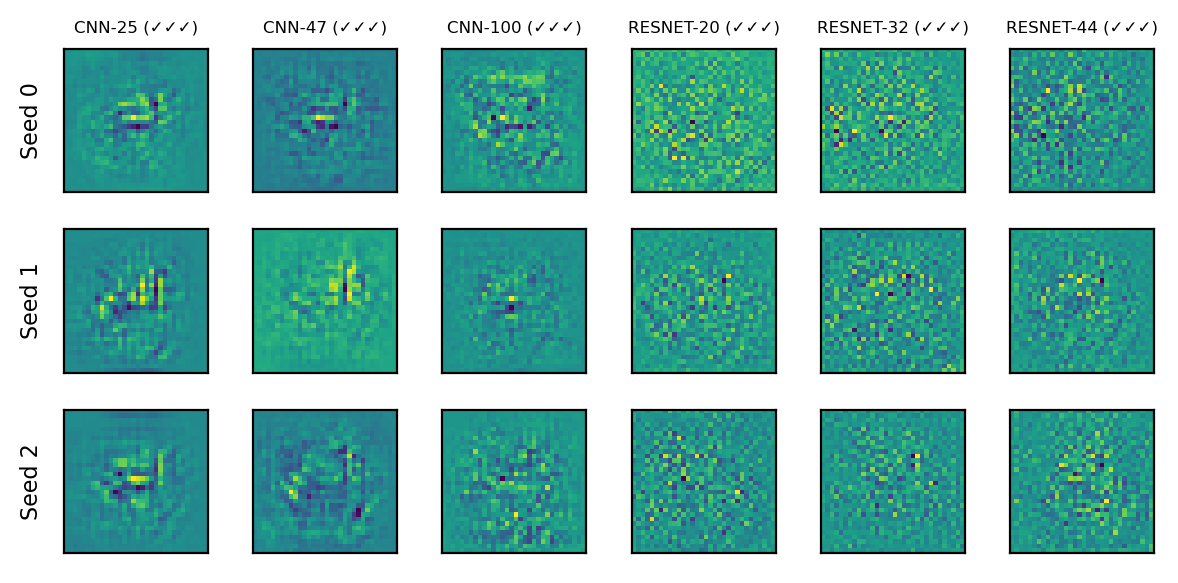 CNN-25 (✓✓✓)
CNN-47 (✓✓✓)
CNN-100 (✓✓✓)
RESNET-20 (✓✓✓)
RESNET-32 (✓✓✓)
RESNET-44 (✓✓✓)
Seed 0
Seed 1
Seed 2